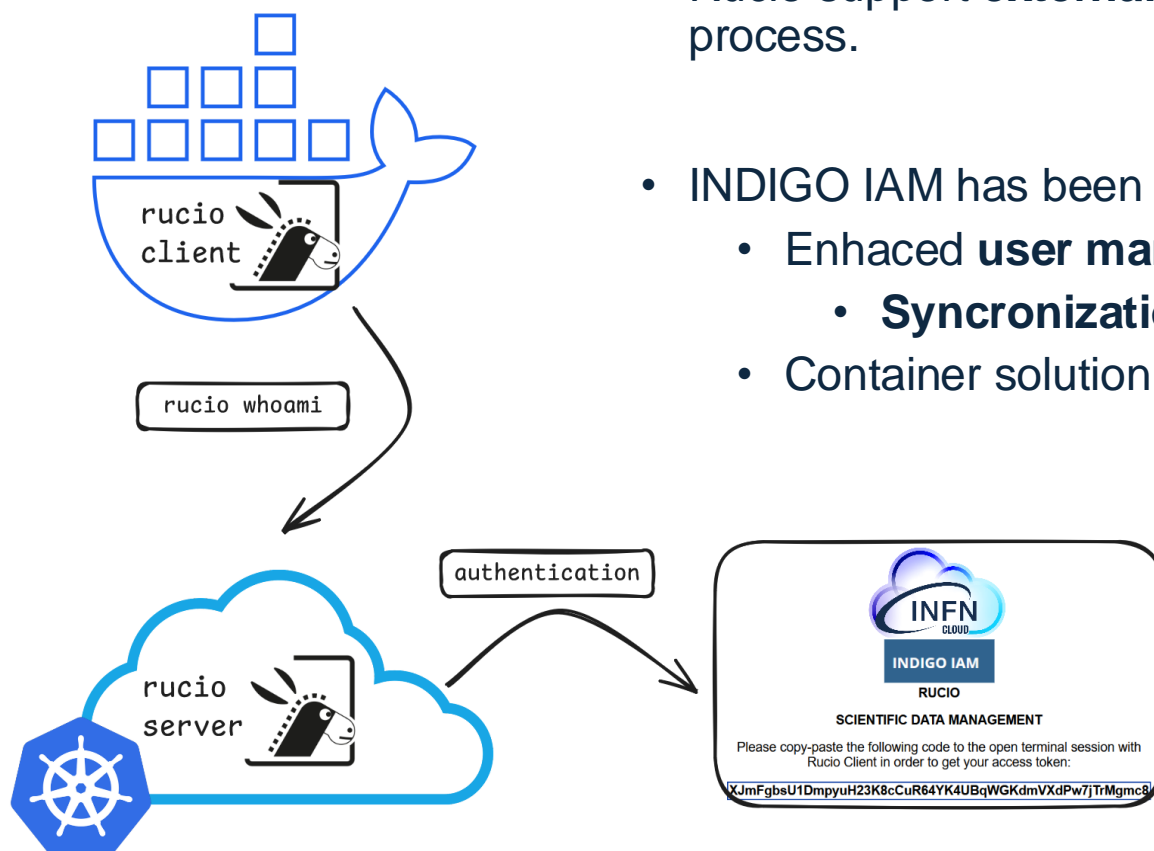 process.
• INDIGO IAM has been
• Enhaced user mar
• Syncronizatio
• Container solution
rucio
client
rucio whoami
authentication
rucio
server
INFN
CLOUD
INDIGO IAM
RUCIO
SCIENTIFIC DATA MANAGEMENT
Please copy-paste the following code to the open terminal session with
Rucio Client in order to get your access token:
XJmFgbsU1DmpyuH23K8cCuR64YK4UBqWGKdmVXdPw7jTrMgmc8